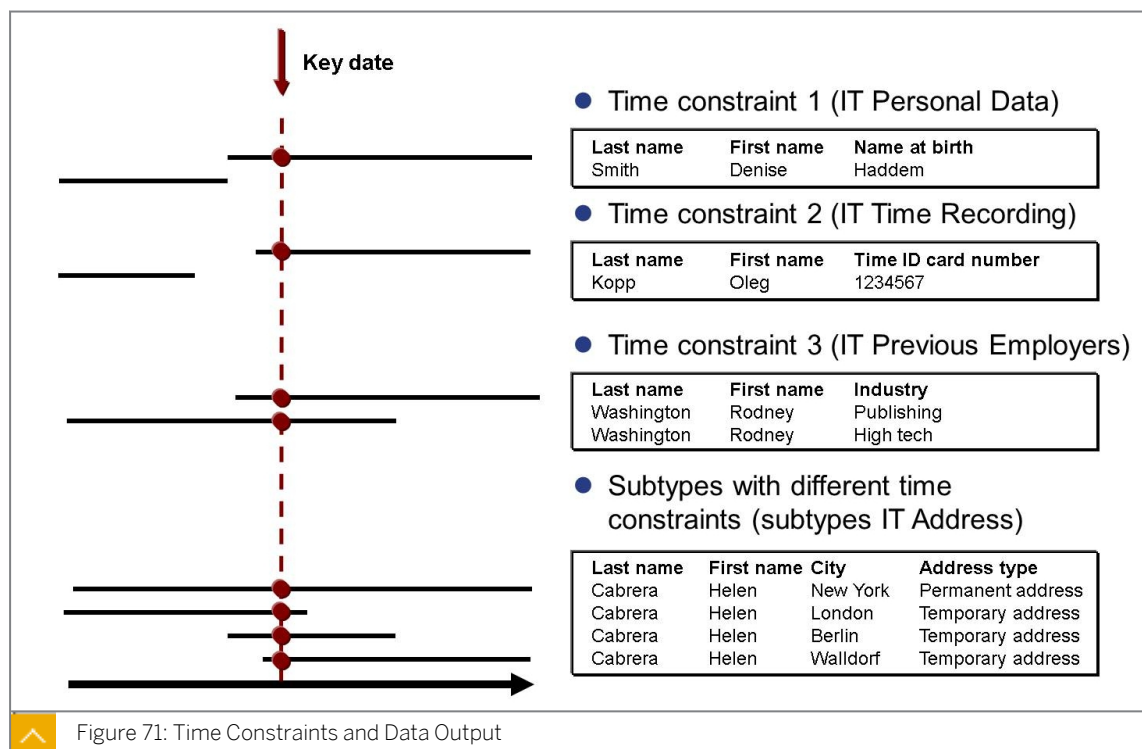 Key date
● Time constraint 1 (IT Personal Data)
Last name First name Name at birth
Smith Denise Haddem
● Time constraint 2 (IT Time Recording)
Last name First name Time ID card number
Kopp Oleg 1234567
● Time constraint 3 (IT Previous Employers)
Last name First name Industry
Washington Rodney Publishing
Washington Rodney High tech
● Subtypes with different time
constraints (subtypes IT Address)
Last name First name City Address type
Cabrera Helen New York Permanent address
Cabrera Helen London Temporary address
Cabrera Helen Berlin Temporary address
Cabrera Helen Walldorf Temporary address
Figure 71: Time Constraints and Data Output